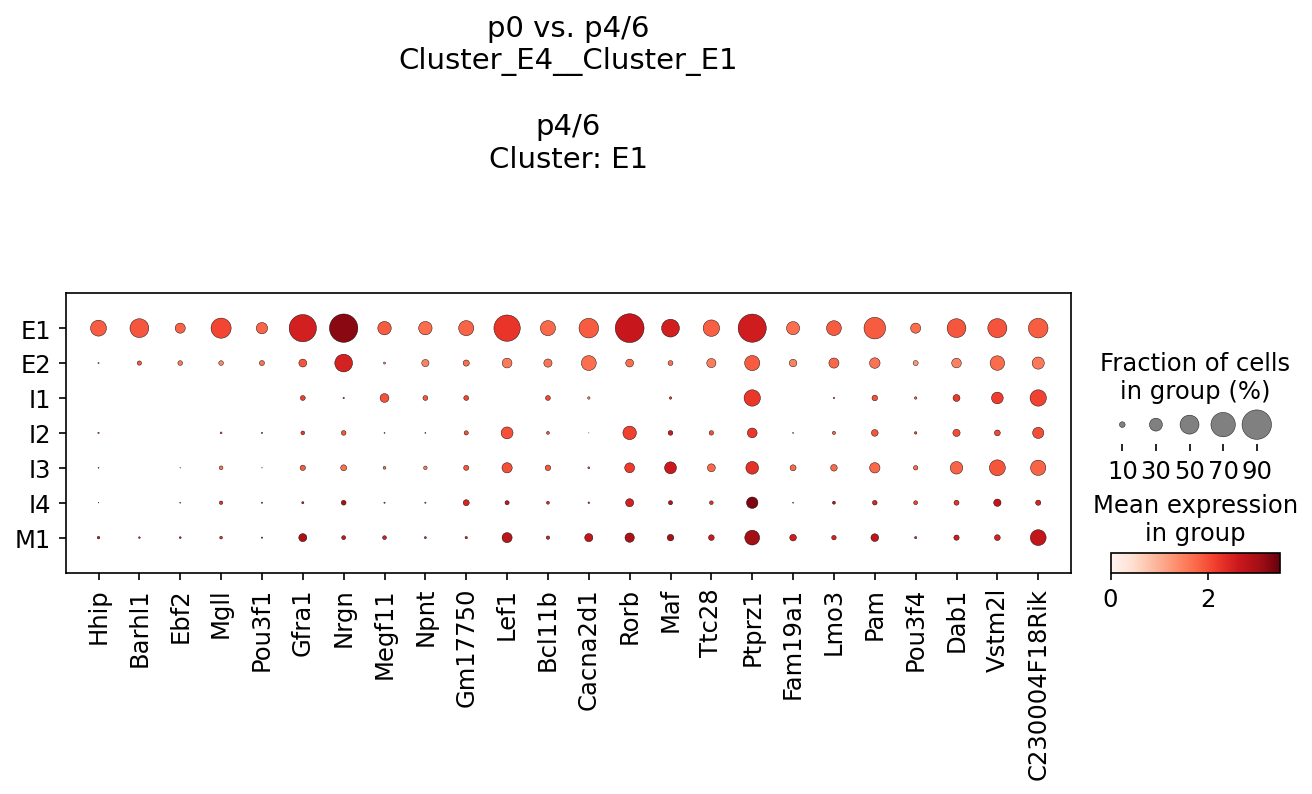 p0 vs. p4/6
Cluster_E4__Cluster_E1
p4/6
Cluster: E1
E1
E2
I1
I2
I3
I4
M1
Hhip
Barhl1
Ebf2
Mgll
Pou3f1
Gfra1
Nrgn
Megf11
Npnt
Gm17750
Lef1
Bcl11b
Cacna2d1
Rorb
Maf
Ttc28
Ptprz1
Fam19a1
Lmo3
Pam
Pou3f4
Dab1
Vstm2l
C230004F18Rik
Fraction of cells
in group (%)
10 30 50 70 90
Mean expression
in group
0 2